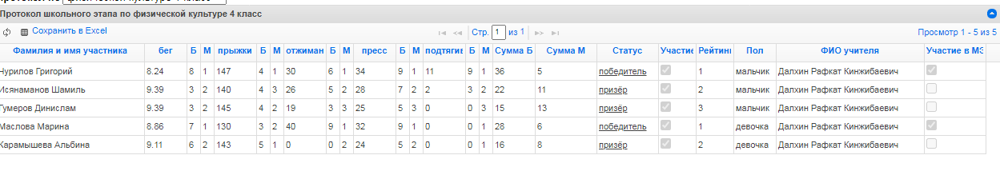 Протокол школьного этапа по физической культуре 4 класс
Сохранить в Excel Стр. 1 из 1 Просмотр 1 - 5 из 5
Фамилия и имя участника бег Б М прыжки Б М отжиман Б М пресс Б М подтягив Б М Сумма Б Сумма М Статус Участие Рейтинг Пол ФИО учителя Участие в МЭ
Чурилов Григорий 8.24 8 1 147 4 1 30 6 1 34 9 1 11 9 1 36 5 победитель 1 мальчик Далхин Рафкат Кинжибаевич
Исянаманов Шамиль 9.39 3 2 140 4 3 26 5 2 28 7 2 2 3 2 22 11 призёр 2 мальчик Далхин Рафкат Кинжибаевич
Гумеров Динислам 9.39 3 2 145 4 2 19 3 3 25 5 3 0 0 3 15 13 призёр 3 мальчик Далхин Рафкат Кинжибаевич
Маслова Марина 8.86 7 1 130 3 2 40 9 1 32 9 1 0 0 1 28 6 победитель 1 девочка Далхин Рафкат Кинжибаевич
Карамышева Альбина 9.11 6 2 143 5 1 0 0 2 24 5 2 0 0 1 16 8 призёр 2 девочка Далхин Рафкат Кинжибаевич